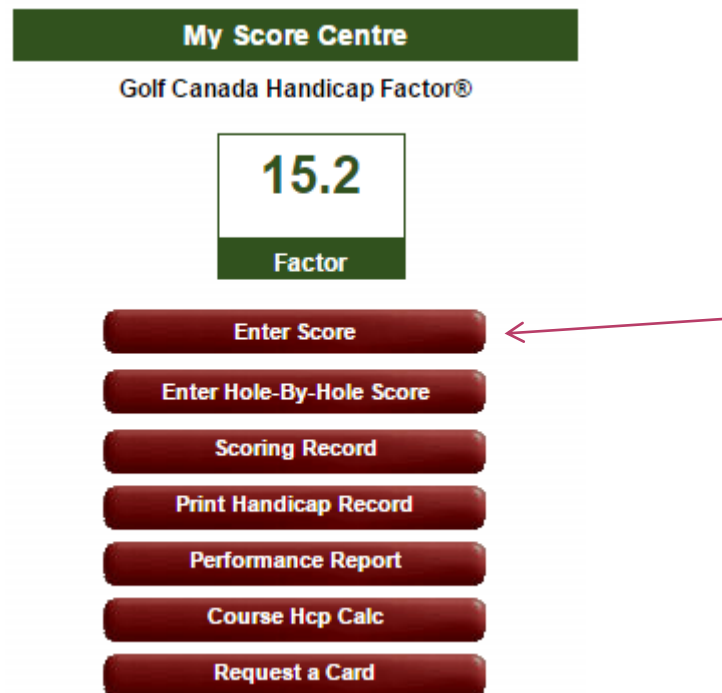 My Score Centre
Golf Canada Handicap Factor®
15.2
Factor
Enter Score
Enter Hole-By-Hole Score
Scoring Record
Print Handicap Record
Performance Report
Course Hcp Calc
Request a Card